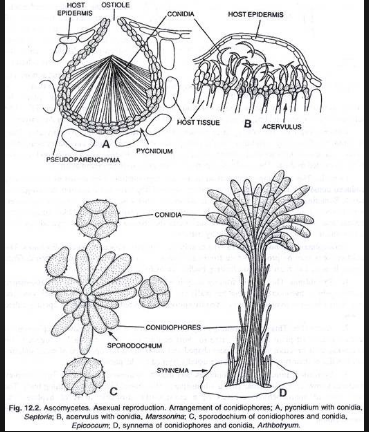 HOST
EPIDERMIS
OSTIOLE
CONIDIA
HOST EPIDERMIS
HOST TISSUE
B
ACERVULUS
A
PYCNIDIUM
PSEUDOPARENCHYMA
CONIDIA
CONIDIOPHORES
SPORODOCHIUM
SYNNEMA
C
D
Fig. 12.2. Ascomycetes. Asexual reproduction. Arrangement of conidiophores; A, pycnidium with conidia,
Septoria; B, acervulus with conidia, Marssonina; C, sporodochium of conidiophores and conidia,
Epicoccum; D, synnema of conidiophores and conidia, Arthbotryum.